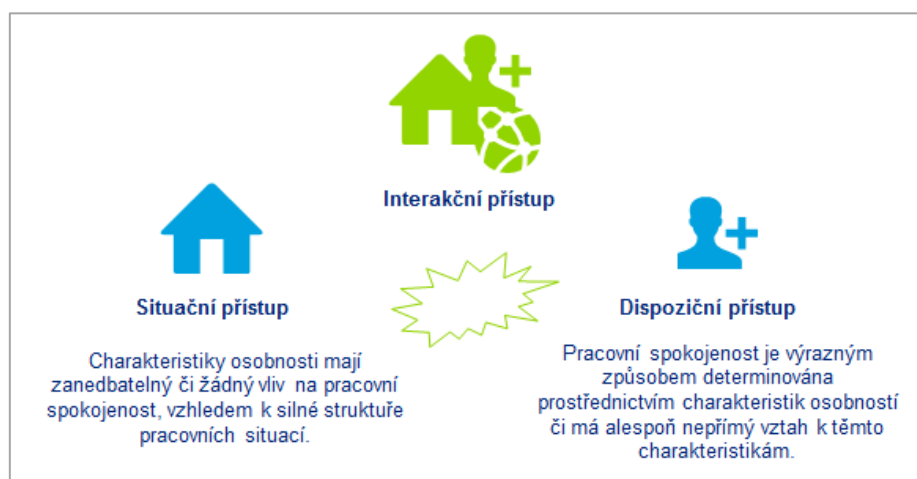 Interakční přístup
Situační přístup
Charakteristiky osobnosti mají
zanedbatelný či žádný vliv na pracovní
spokojenost, vzhledem k silné struktuře
pracovních situací.
Dispoziční přístup
Pracovní spokojenost je výrazným
způsobem determinována
prostřednictvím charakteristik osobností
či má alespoň nepřímý vztah k těmto
charakteristikám.